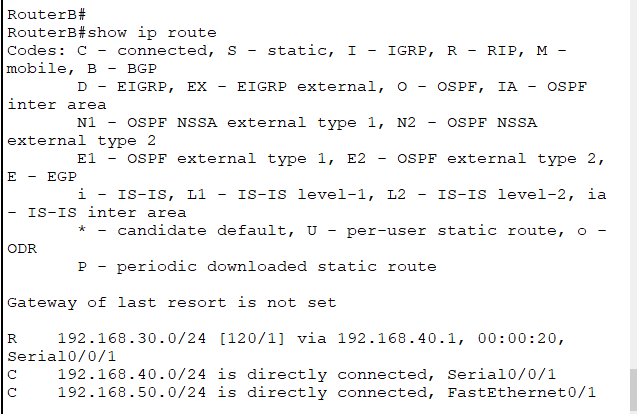 RouterB#
RouterB#show ip route
Codes: C - connected, S - static, I - IGRP, R - RIP, M -
mobile, B - BGP
       D - EIGRP, EX - EIGRP external, O - OSPF, IA - OSPF
inter area
       N1 - OSPF NSSA external type 1, N2 - OSPF NSSA
external type 2
       E1 - OSPF external type 1, E2 - OSPF external type 2,
E - EGP
       i - IS-IS, L1 - IS-IS level-1, L2 - IS-IS level-2, ia
- IS-IS inter area
       * - candidate default, U - per-user static route, o -
ODR
       P - periodic downloaded static route

Gateway of last resort is not set

R    192.168.30.0/24 [120/1] via 192.168.40.1, 00:00:20,
Serial0/0/1
C    192.168.40.0/24 is directly connected, Serial0/0/1
C    192.168.50.0/24 is directly connected, FastEthernet0/1